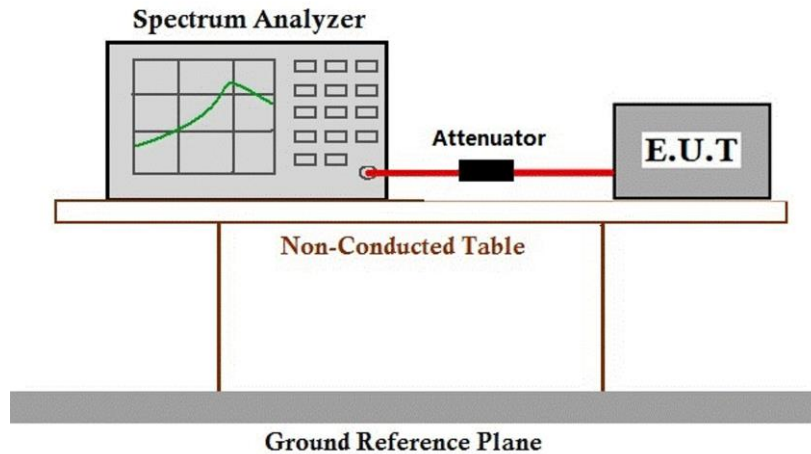 Spectrum Analyzer
Attenuator
E.U.T
Non-Conducted Table
Ground Reference Plane